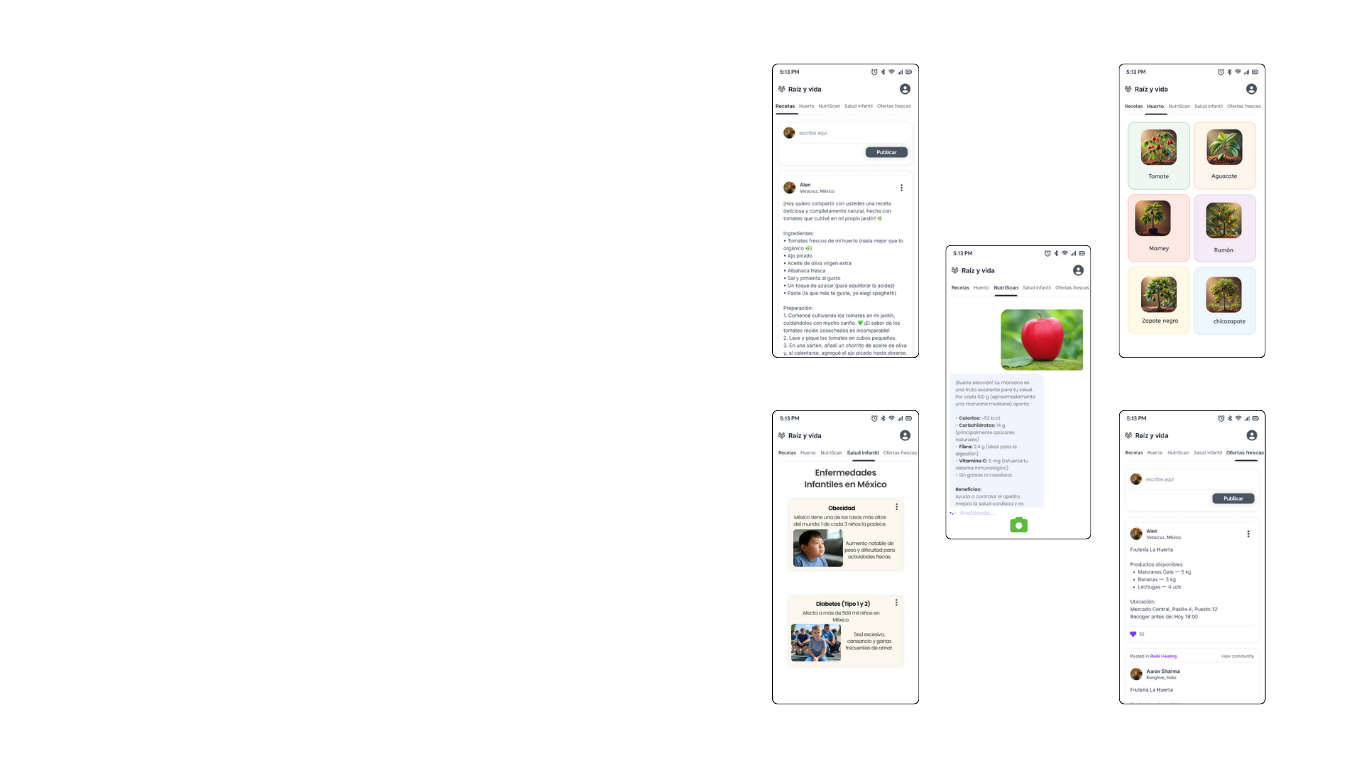 5:13 PM
Raíz y vida
Recetas Huerto NutriScan Salud infantil Ofertas frescas
escribe aquí
Publicar
Alen
Veracruz, México
¡Hoy quiero compartir con ustedes una receta
deliciosa y completamente natural, hecha con
tomates que cultivé en mi propio jardín! 🌿
Ingredientes:
• Tomates frescos de mi huerto (nada mejor que lo
orgánico 🌿)
• Ajo picado
• Aceite de oliva virgen extra
• Albahaca fresca
• Sal y pimienta al gusto
• Un toque de azúcar (para equilibrar la acidez)
• Pasta (la que más te guste, yo elegí spaghetti)
Preparación:
1. Comencé cultivando los tomates en mi jardín,
cuidándolos con mucho cariño. 💚 ¡El sabor de los
tomates recién cosechados es incomparable!
2. Lave y pique los tomates en cubos pequeños.
3. En una sartén, añadí un chorrito de aceite de oliva
y, al calentarse, agregué el ajo picado hasta dorarse.
5:13 PM
Raíz y vida
Recetas Huerto NutriScan Salud infantil Ofertas frescas
Tomate
Aguacate
Mamey
Ramón
Zapote negro
chicozapate
5:13 PM
Raíz y vida
Recetas Huerto NutriScan Salud infantil Ofertas frescas
¡Buena elección! La manzana es
una fruta excelente para tu salud.
Por cada 100 g (aproximadamente
una manzana mediana) aporta:
- Calorías: ~52 kcal
- Carbohidratos: 14 g
(principalmente azúcares
naturales)
- Fibra: 2.4 g (ideal para la
digestión)
- Vitamina C: 6 mg (refuerza tu
sistema inmunológico)
- Sin grasas ni colesterol
Beneficios:
Ayuda a controlar el apetito,
mejora la salud cardíaca y es
Analizando...
5:13 PM
Raíz y vida
Recetas Huerto NutriScan Salud infantil Ofertas frescas
Enfermedades
Infantiles en México
Obesidad
México tiene una de las tasas más altas
del mundo: 1 de cada 3 niños la padece.
Aumento notable de
peso y dificultad para
actividades físicas.
Diabetes (Tipo 1 y 2)
Afecta a más de 500 mil niños en
México.
Sed excesiva,
cansancio y ganas
frecuentes de orinar.
5:13 PM
Raíz y vida
Recetas Huerto NutriScan Salud infantil Ofertas frescas
escribe aquí
Publicar
Alen
Veracruz, México
Frutería La Huerta
Productos disponibles:
• Manzanas Gala — 5 kg
• Bananas — 3 kg
• Lechugas — 4 uds
Ubicación:
Mercado Central, Pasillo 4, Puesto 12
Recoger antes de: Hoy 18:00
Posted in Reiki Healing view community
Aarav Sharma
Banglore, India
Frutería La Huerta